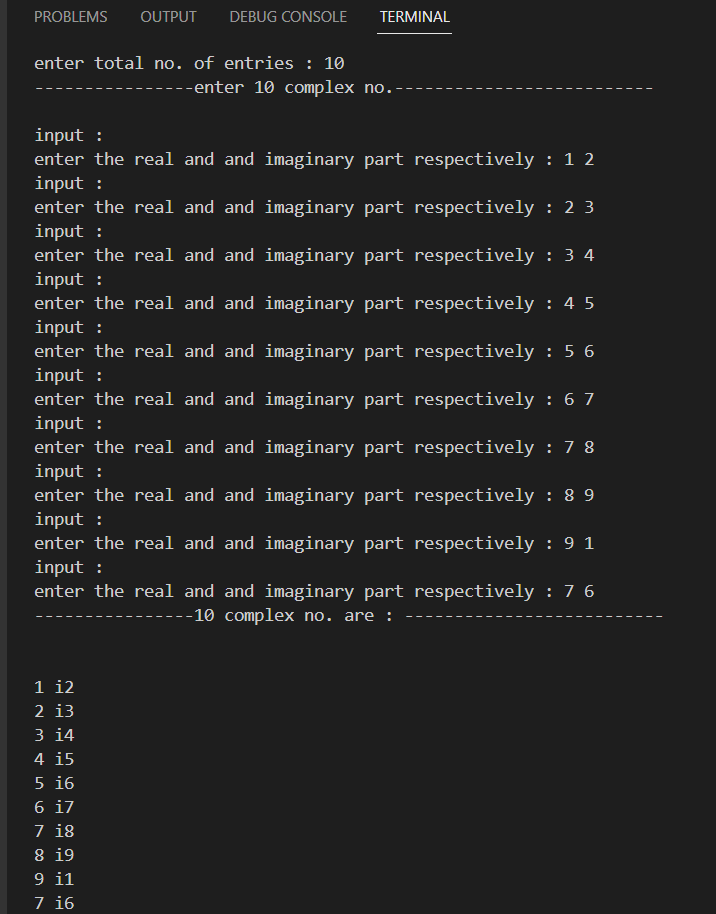 PROBLEMS OUTPUT DEBUG CONSOLE TERMINAL
enter total no. of entries : 10
----------------enter 10 complex no.--------------------------
input :
enter the real and and imaginary part respectively : 1 2
input :
enter the real and and imaginary part respectively : 2 3
input :
enter the real and and imaginary part respectively : 3 4
input :
enter the real and and imaginary part respectively : 4 5
input :
enter the real and and imaginary part respectively : 5 6
input :
enter the real and and imaginary part respectively : 6 7
input :
enter the real and and imaginary part respectively : 7 8
input :
enter the real and and imaginary part respectively : 8 9
input :
enter the real and and imaginary part respectively : 9 1
input :
enter the real and and imaginary part respectively : 7 6
----------------10 complex no. are : --------------------------
1 i2
2 i3
3 i4
4 i5
5 i6
6 i7
7 i8
8 i9
9 i1
7 i6